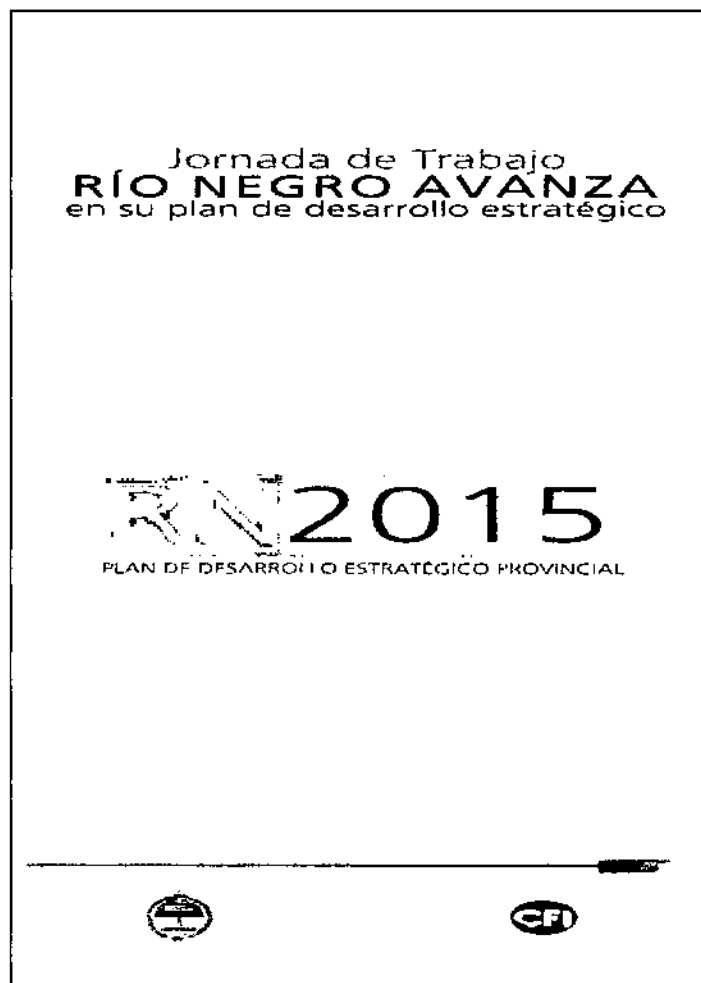 Jornada de Trabajo
RÍO NEGRO AVANZA
en su plan de desarrollo estratégico
RN2015
PLAN DE DESARROLLO ESTRATÉGICO PROVINCIAL
CFI